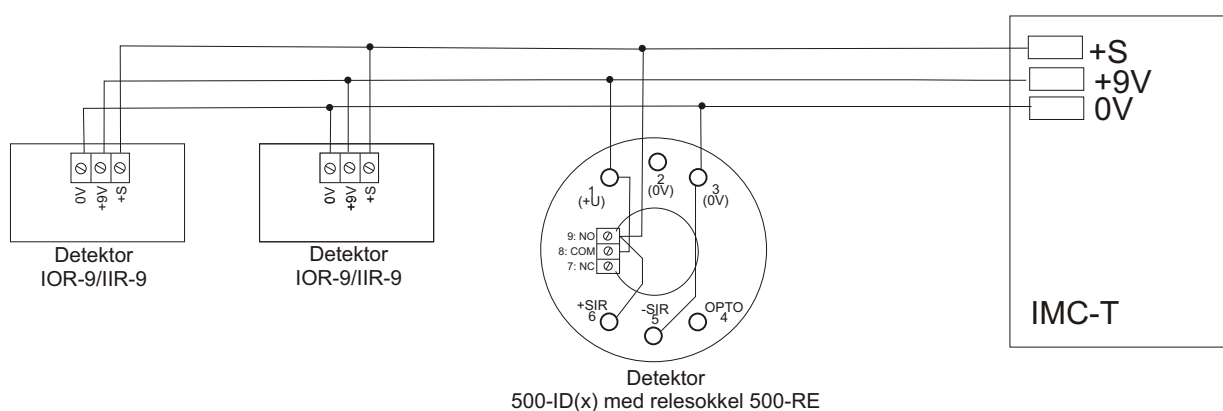 +S
+9V
0V
IMC-T
0V
+9V
+S
Detektor
IOR-9/IIR-9
0V
+9V
+S
Detektor
IOR-9/IIR-9
1
(+U)
2
(0V)
3
(0V)
9: NO
8: COM
7: NC
+SIR
6
-SIR
5
OPTO
4
Detektor
500-ID(x) med relesokkel 500-RE